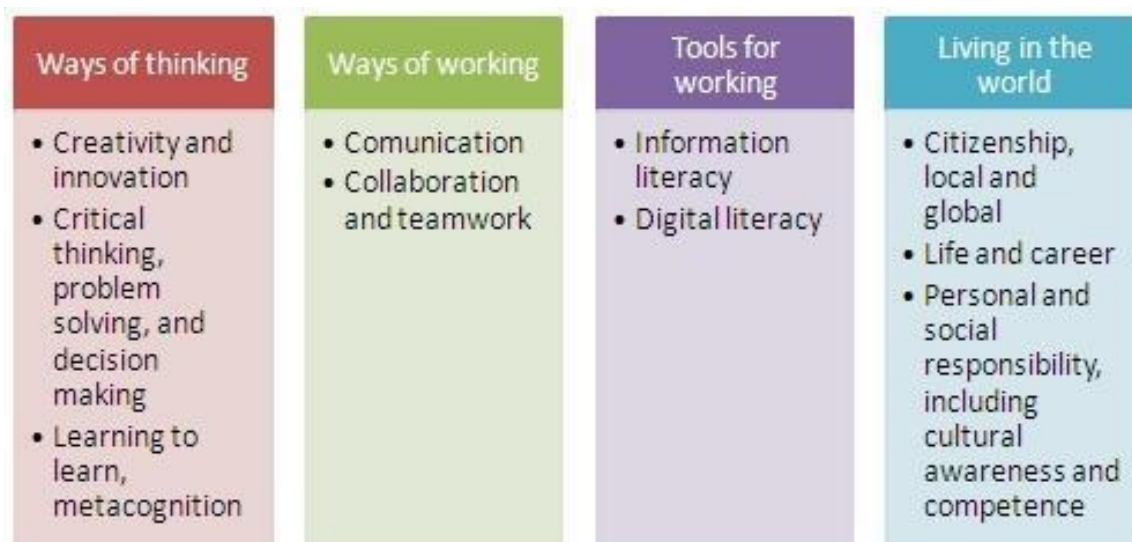 Ways of thinking
• Creativity and
innovation
• Critical
thinking,
problem
solving, and
decision
making
• Learning to
learn,
metacognition
Ways of working
• Comunication
• Collaboration
and teamwork
Tools for
working
• Information
literacy
• Digital literacy
Living in the
world
• Citizenship,
local and
global
• Life and career
• Personal and
social
responsibility,
including
cultural
awareness and
competence